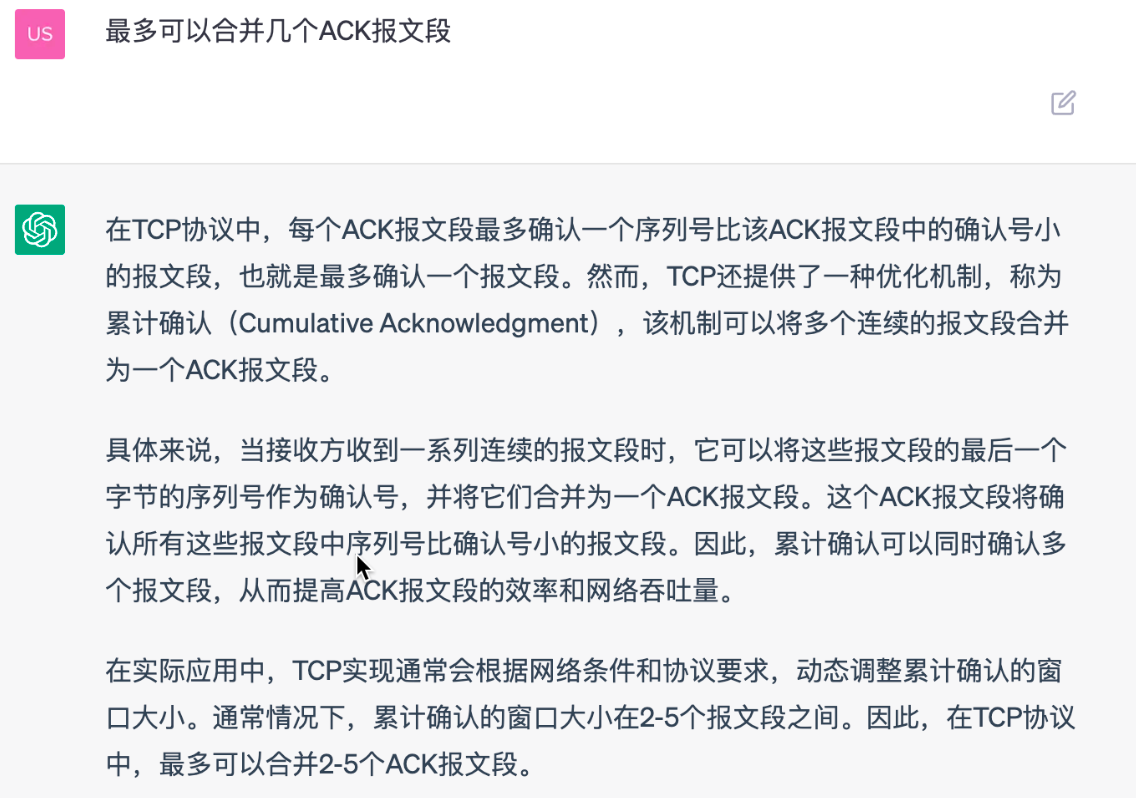 US
最多可以合并几个ACK报文段
在TCP协议中，每个ACK报文段最多确认一个序列号比该ACK报文段中的确认号小
的报文段，也就是最多确认一个报文段。然而，TCP还提供了一种优化机制，称为
累计确认（Cumulative Acknowledgment），该机制可以将多个连续的报文段合并
为一个ACK报文段。
具体来说，当接收方收到一系列连续的报文段时，它可以将这些报文段的最后一个
字节的序列号作为确认号，并将它们合并为一个ACK报文段。这个ACK报文段将确
认所有这些报文段中序列号比确认号小的报文段。因此，累计确认可以同时确认多
个报文段，从而提高ACK报文段的效率和网络吞吐量。
在实际应用中，TCP实现通常会根据网络条件和协议要求，动态调整累计确认的窗
口大小。通常情况下，累计确认的窗口大小在2-5个报文段之间。因此，在TCP协议
中，最多可以合并2-5个ACK报文段。